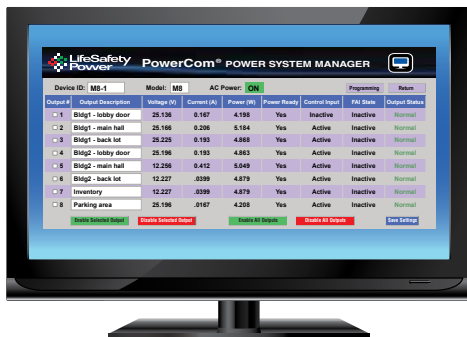 LifeSafety Power PowerCom® POWER SYSTEM MANAGER
Device ID: M8-1 Model: M8 AC Power: ON Programming Return
Output # Output Description Voltage (V) Current (A) Power (W) Power Ready Control Input FAI State Output Status
1 Bldg1 - lobby door 25.136 0.167 4.198 Yes Inactive Inactive Normal
2 Bldg1 - main hall 25.166 0.206 5.184 Yes Active Inactive Normal
3 Bldg1 - back lot 25.225 0.193 4.868 Yes Active Inactive Normal
4 Bldg2 - lobby door 25.196 0.193 4.863 Yes Active Inactive Normal
5 Bldg2 - main hall 12.256 0.412 5.049 Yes Active Inactive Normal
6 Bldg2 - back lot 12.227 .0399 4.879 Yes Active Inactive Normal
7 Inventory 12.227 .0399 4.879 Yes Active Inactive Normal
8 Parking area 25.196 .0167 4.208 Yes Active Inactive Normal
Enable Selected Output Disable Selected Output Enable All Outputs Disable All Outputs Save Settings